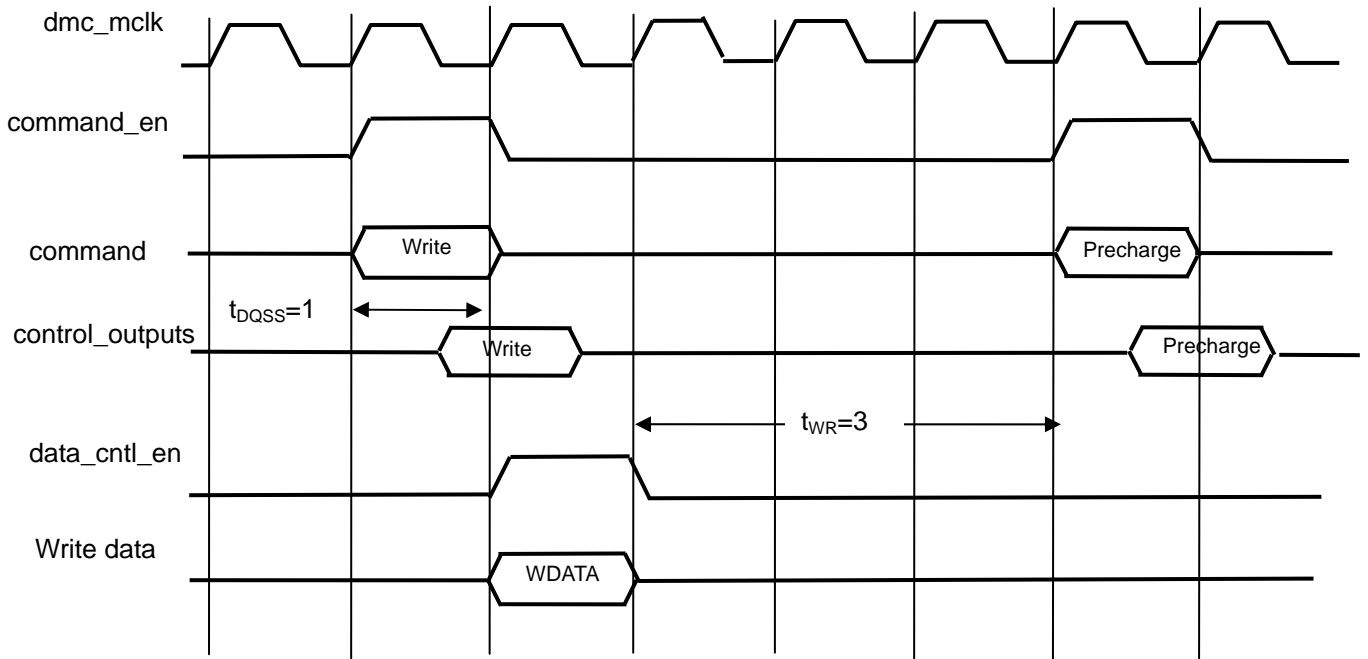 dmc_mclk
command_en
command
Write
Precharge
tDQSS=1
control_outputs
Write
Precharge
tWR=3
data_cntl_en
Write data
WDATA